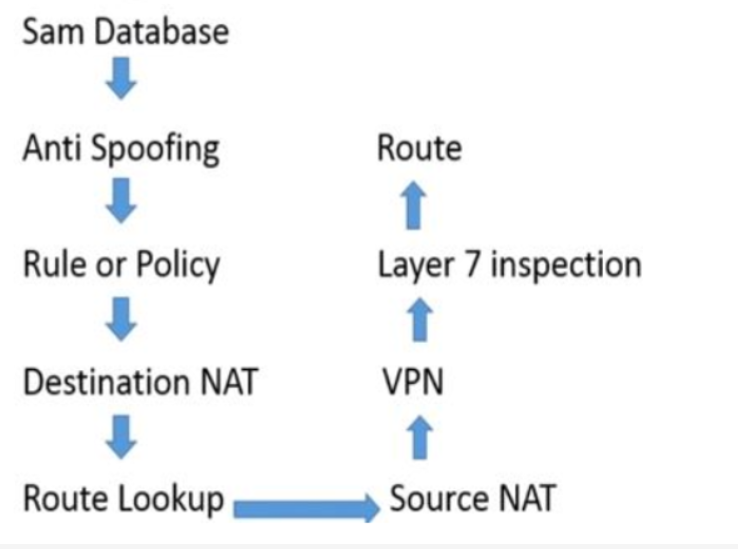 Sam Database
Anti Spoofing
Rule or Policy
Destination NAT
Route Lookup
Source NAT
VPN
Layer 7 inspection
Route